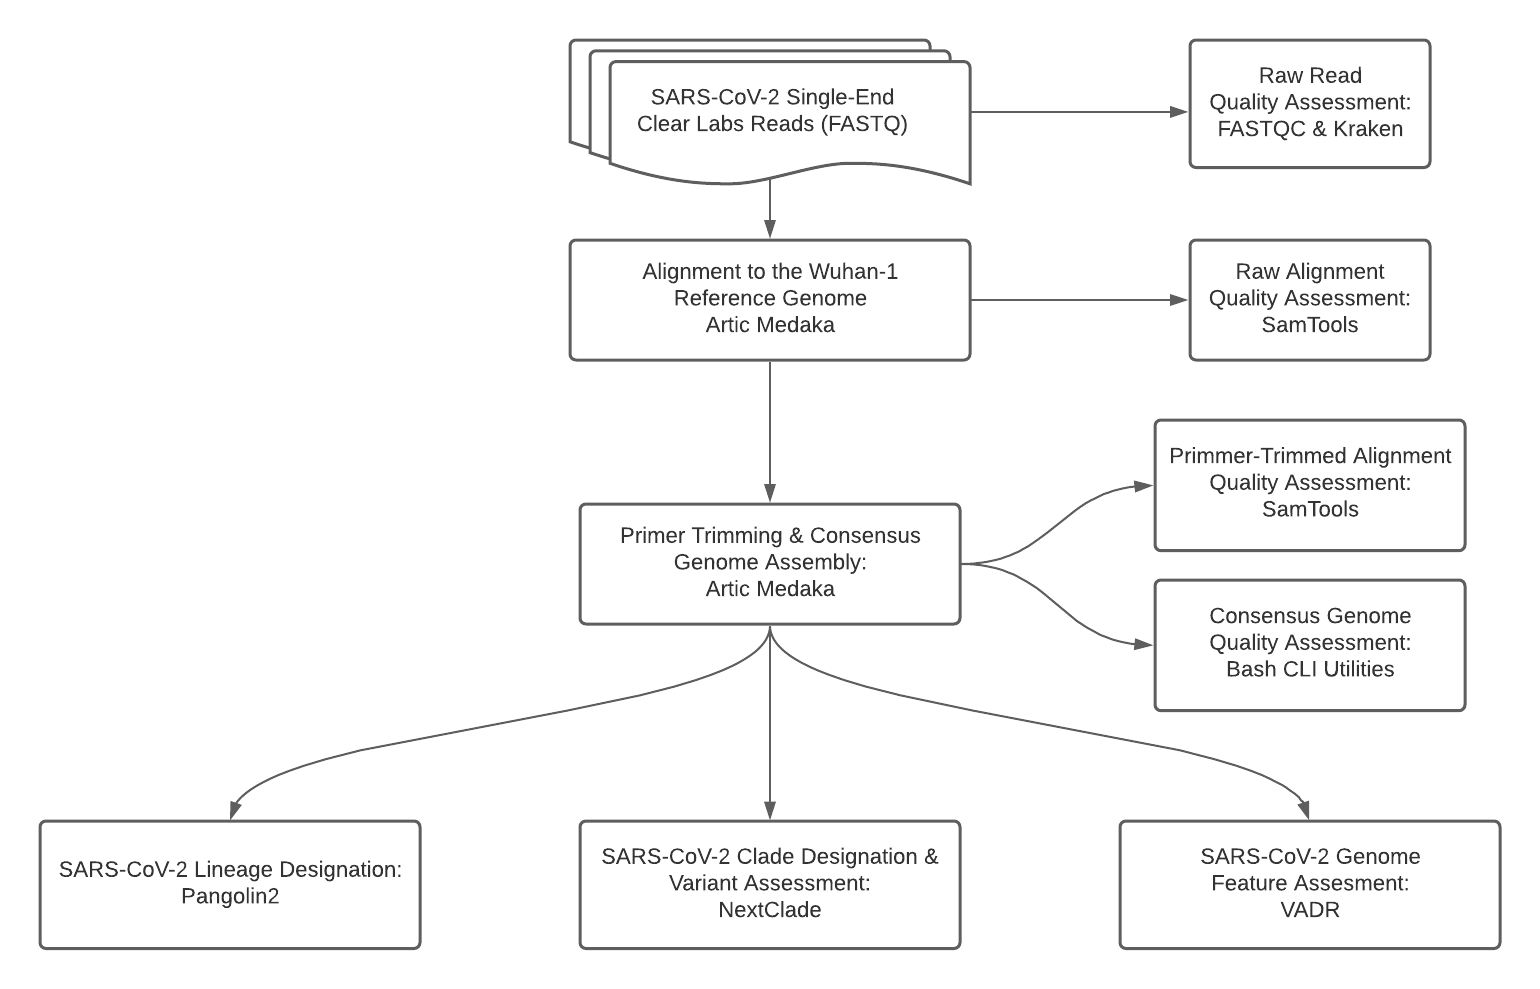 SARS-CoV-2 Single-End
Clear Labs Reads (FASTQ)
Raw Read
Quality Assessment:
FASTQC & Kraken
Alignment to the Wuhan-1
Reference Genome
Artic Medaka
Raw Alignment
Quality Assessment:
SamTools
Primmer-Trimmed Alignment
Quality Assessment:
SamTools
Primer Trimming & Consensus
Genome Assembly:
Artic Medaka
Consensus Genome
Quality Assessment:
Bash CLI Utilities
SARS-CoV-2 Lineage Designation:
Pangolin2
SARS-CoV-2 Clade Designation &
Variant Assessment:
NextClade
SARS-CoV-2 Genome
Feature Assesment:
VADR